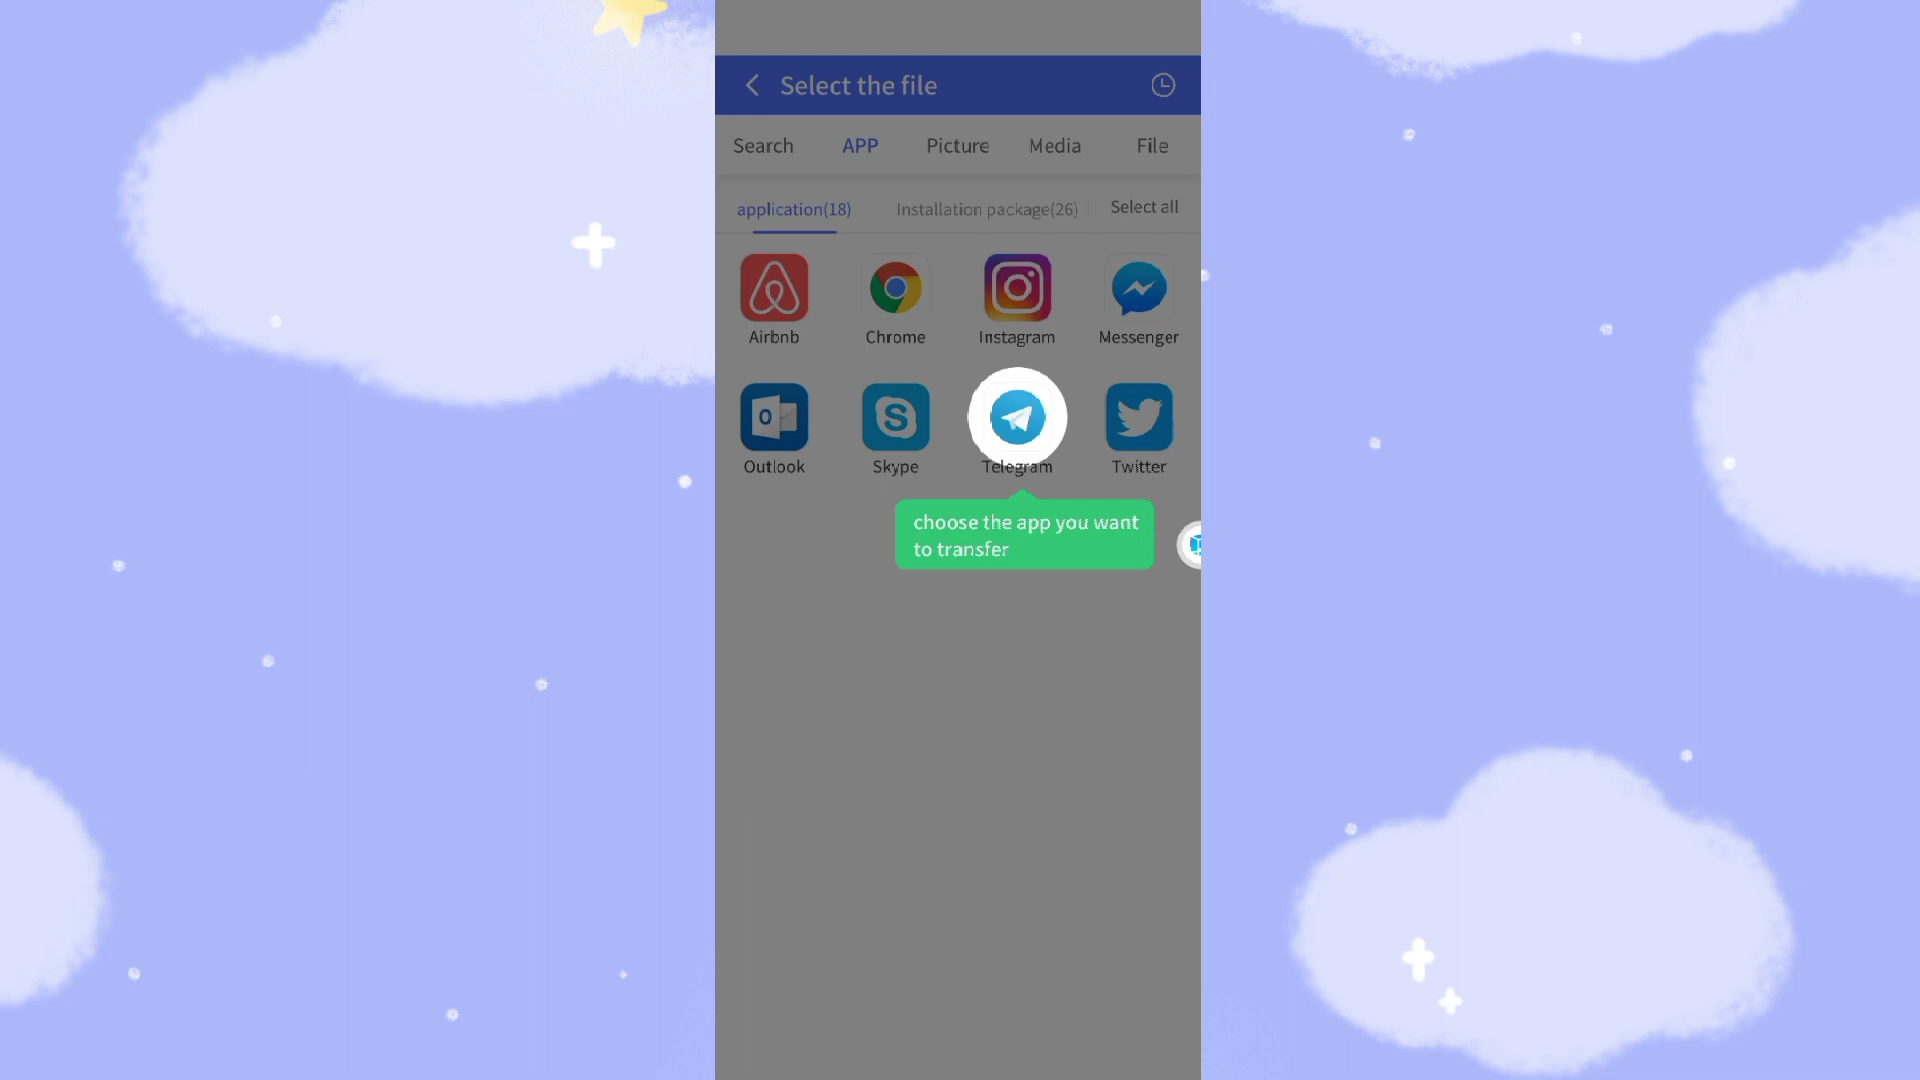 Select the file
Search APP Picture Media File
application(18) Installation package(26) Select all
Airbnb Chrome Instagram Messenger
Outlook Skype Telegram Twitter
choose the app you want
to transfer